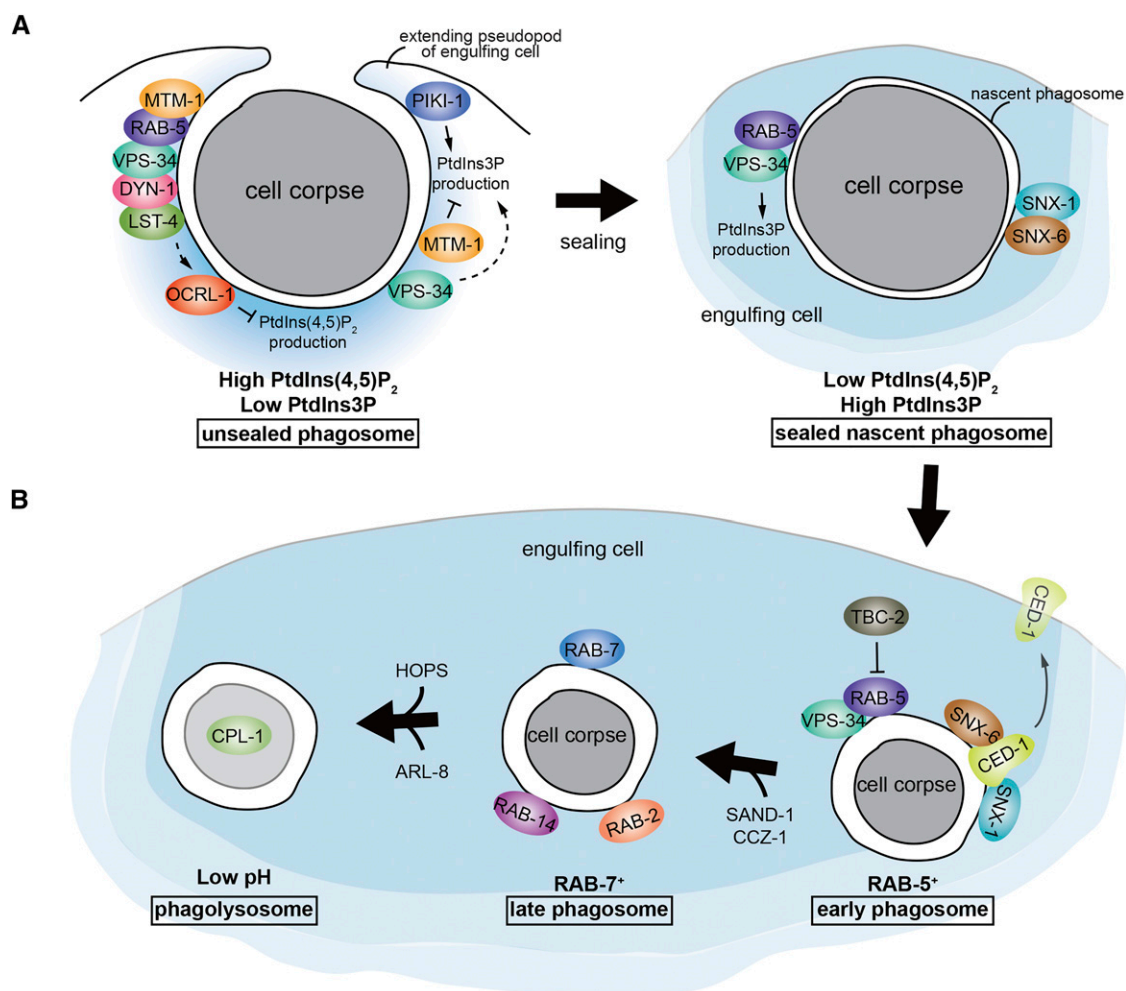 A
extending pseudopod
of engulfing cell
MTM-1
RAB-5
VPS-34
DYN-1
LST-4
OCRL-1
cell corpse
PIKI-1
PtdIns3P
production
MTM-1
VPS-34
PtdIns(4,5)P₂
production
High PtdIns(4,5)P₂
Low PtdIns3P
unsealed phagosome
sealing
nascent phagosome
RAB-5
VPS-34
PtdIns3P
production
cell corpse
SNX-1
SNX-6
engulfing cell
Low PtdIns(4,5)P₂
High PtdIns3P
sealed nascent phagosome
B
engulfing cell
CED-1
TBC-2
RAB-5
VPS-34
SNX-6
CED-1
SNX-1
cell corpse
RAB-5⁺
early phagosome
SAND-1
CCZ-1
RAB-7
cell corpse
RAB-14
RAB-2
RAB-7⁺
late phagosome
HOPS
ARL-8
CPL-1
Low pH
phagolysosome